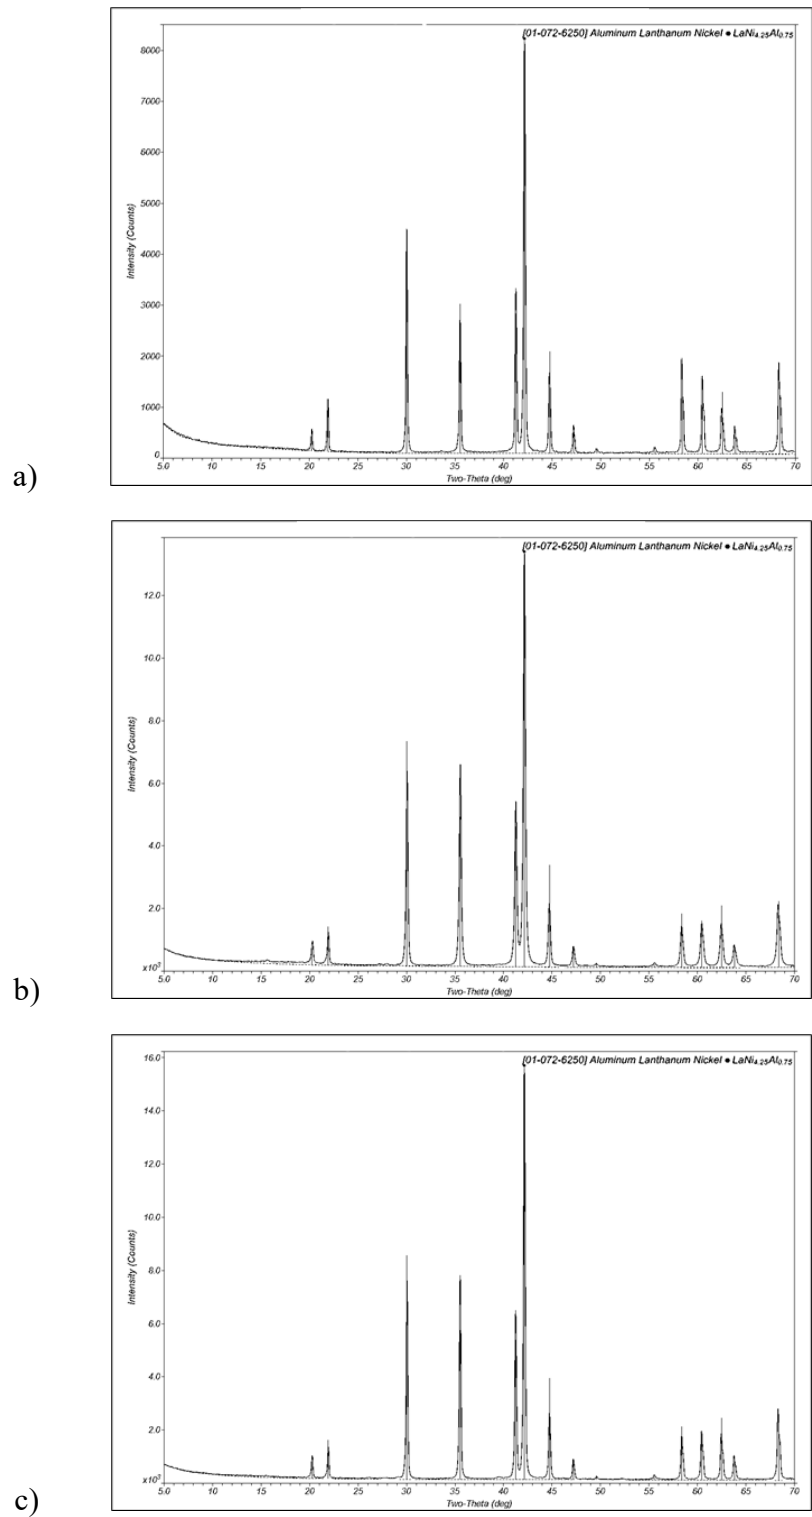 [01-072-6250] Aluminum Lanthanum Nickel • LaNi4.25Al0.75
8000
7000
6000
5000
4000
3000
2000
1000
0
Intensity (Counts)
5.0 10 15 20 25 30 35 40 45 50 55 60 65 70
Two-Theta (deg)
a)
[01-072-6250] Aluminum Lanthanum Nickel • LaNi4.25Al0.75
12.0
10.0
8.0
6.0
4.0
2.0
x10³
Intensity (Counts)
5.0 10 15 20 25 30 35 40 45 50 55 60 65 70
Two-Theta (deg)
b)
[01-072-6250] Aluminum Lanthanum Nickel • LaNi4.25Al0.75
16.0
14.0
12.0
10.0
8.0
6.0
4.0
2.0
x10³
Intensity (Counts)
5.0 10 15 20 25 30 35 40 45 50 55 60 65 70
Two-Theta (deg)
c)